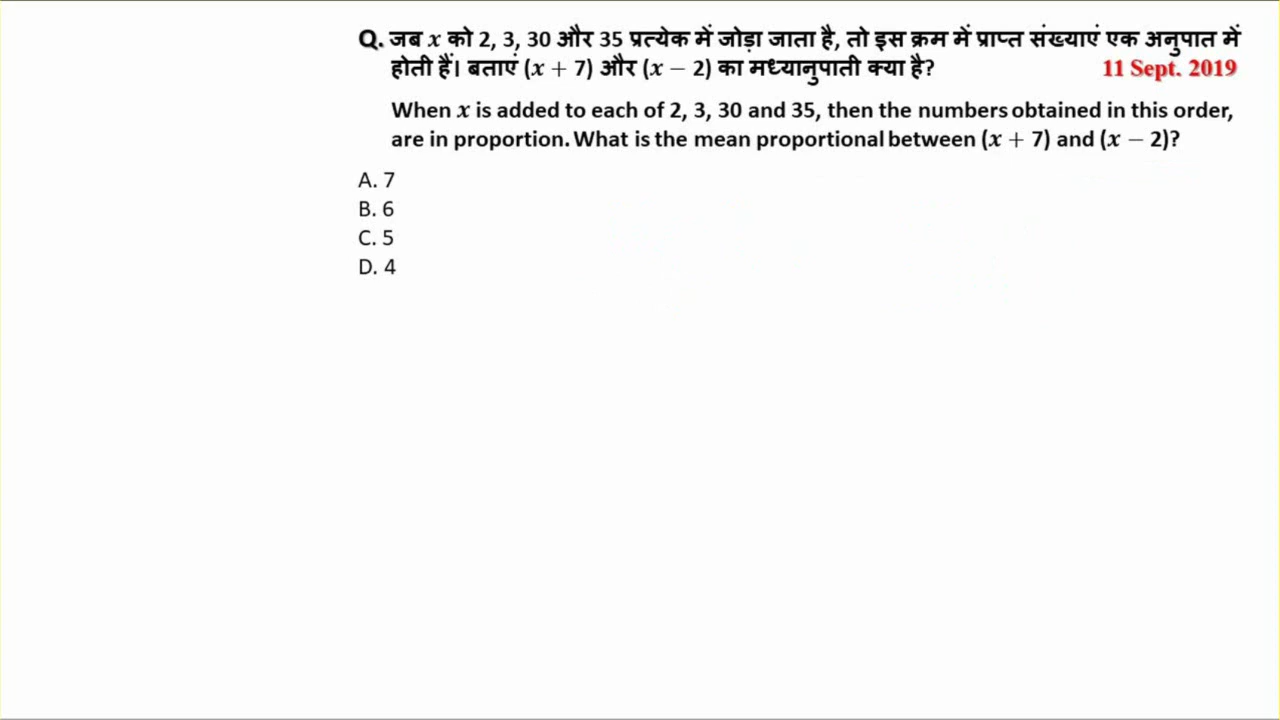 Q. जब x को 2, 3, 30 और 35 प्रत्येक में जोड़ा जाता है, तो इस क्रम में प्राप्त संख्याएं एक अनुपात में
होती हैं। बताएं (x + 7) और (x − 2) का मध्यानुपाती क्या है? 11 Sept. 2019
When x is added to each of 2, 3, 30 and 35, then the numbers obtained in this order,
are in proportion. What is the mean proportional between (x + 7) and (x − 2)?
A. 7
B. 6
C. 5
D. 4